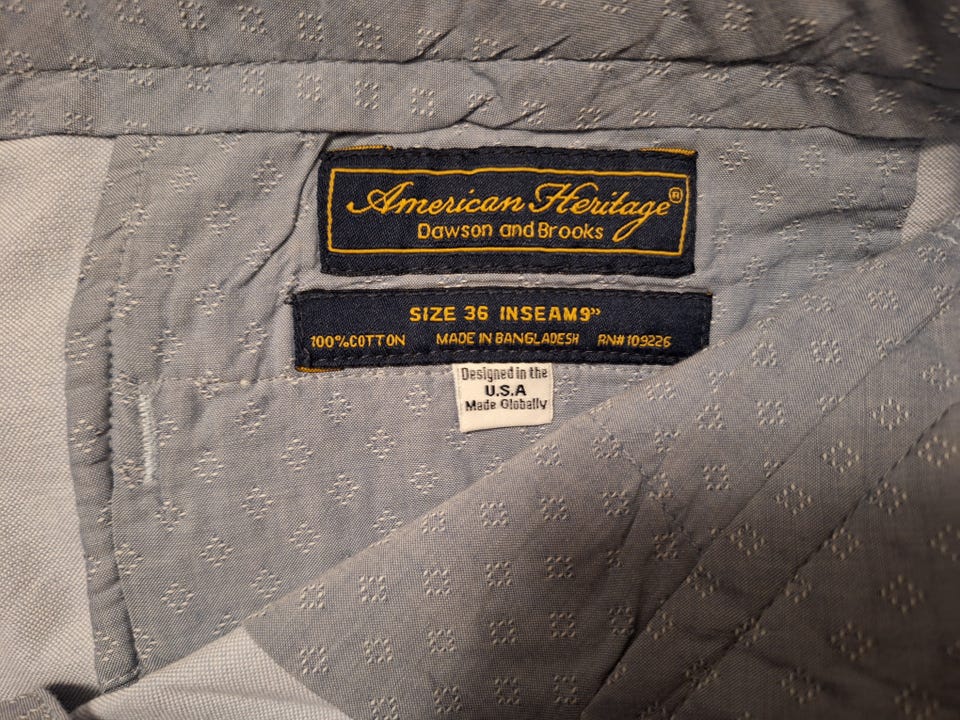 American Heritage®
Dawson and Brooks
SIZE 36 INSEAM9”
100%COTTON MADE IN BANGLADESH RN#109226
Designed in the
U.S.A
Made Globally